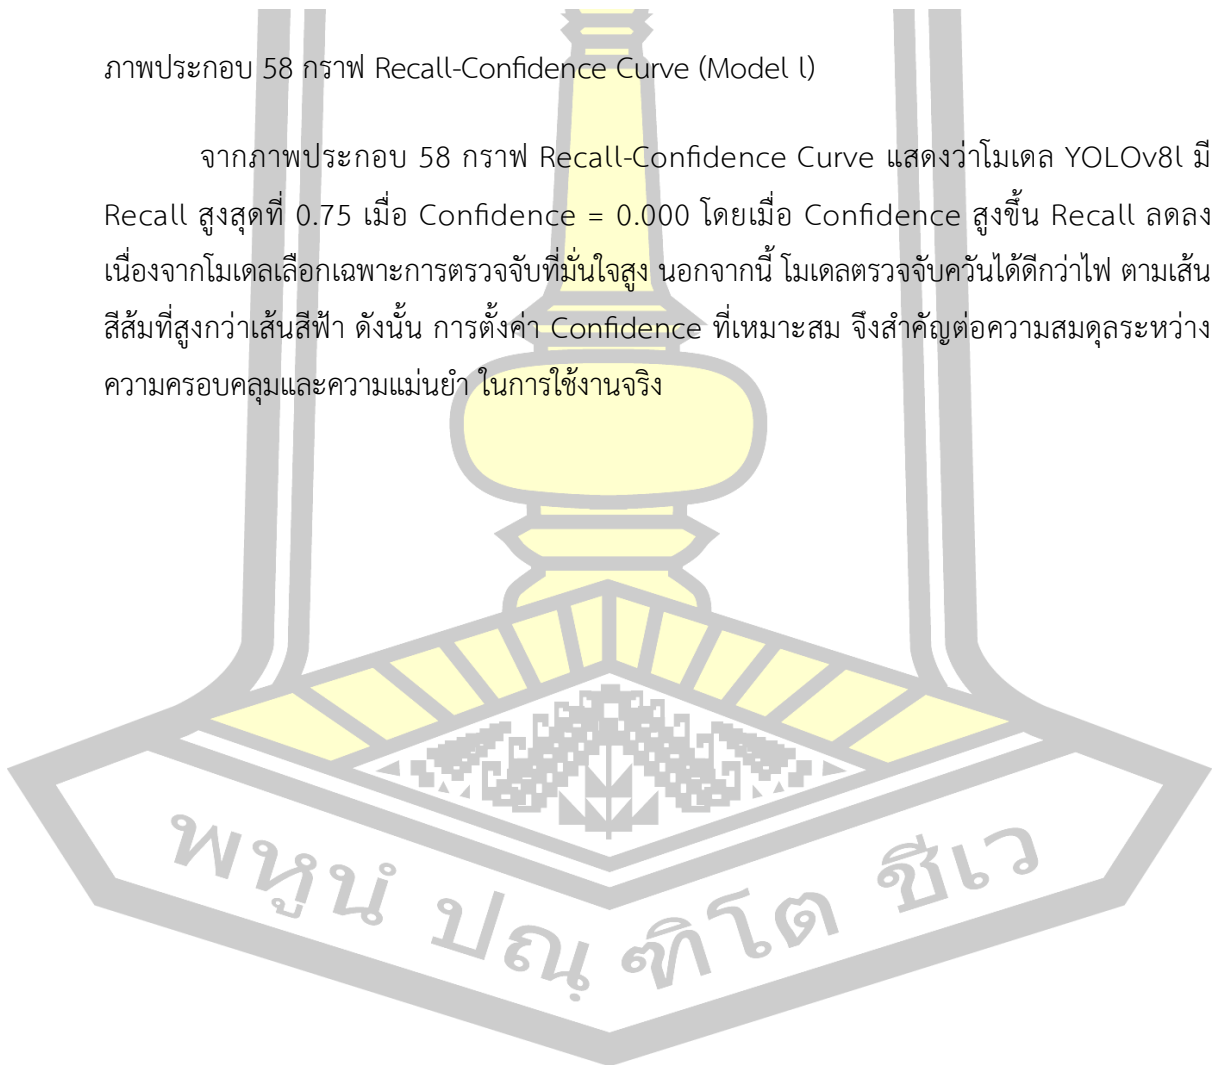 ภาพประกอบ 58 กราฟ Recall-Confidence Curve (Model l)
จากภาพประกอบ 58 กราฟ Recall-Confidence Curve แสดงว่าโมเดล YOLOv8l มี
Recall สูงสุดที่ 0.75 เมื่อ Confidence = 0.000 โดยเมื่อ Confidence สูงขึ้น Recall ลดลง
เนื่องจากโมเดลเลือกเฉพาะการตรวจจับที่มั่นใจสูง นอกจากนี้ โมเดลตรวจจับควันได้ดีกว่าไฟ ตามเส้น
สีส้มที่สูงกว่าเส้นสีฟ้า ดังนั้น การตั้งค่า Confidence ที่เหมาะสม จึงสำคัญต่อความสมดุลระหว่าง
ความครอบคลุมและความแม่นยำ ในการใช้งานจริง
พหูนํ ปณฺฑิโต ชีเว